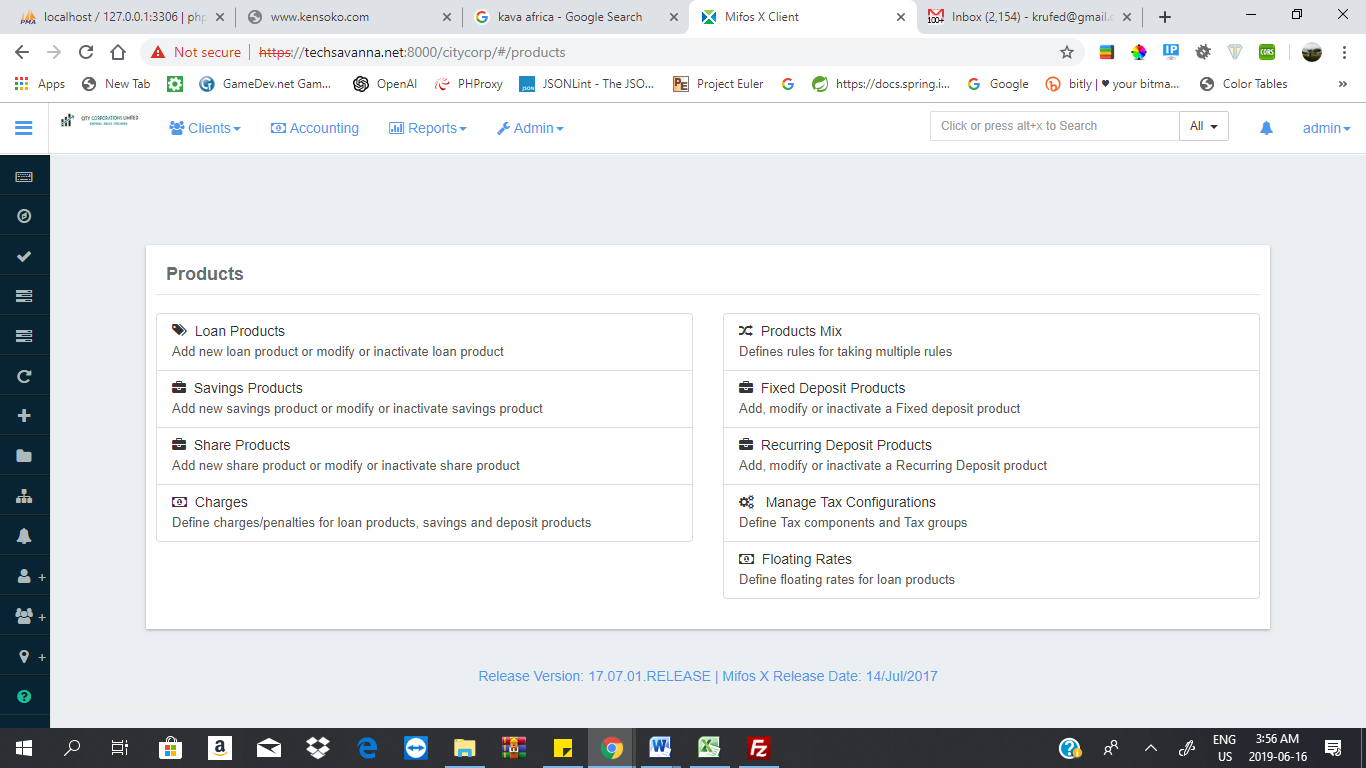 localhost / 127.0.0.1:3306 | php
www.kensoko.com
kava africa - Google Search
Mifos X Client
100+
Inbox (2,154) - krufed@gmail.c
Not secure
https://techsavanna.net:8000/citycorp/#/products
IP
CORS
Apps
New Tab
GameDev.net Gam...
OpenAI
PHProxy
JSON
JSONLint - The JSO...
PE
Project Euler
G
https://docs.spring.i...
G
Google
bitly | ♥ your bitma...
Color Tables
»
CITY CORPORATIONS LIMITED
Clients
Accounting
Reports
Admin
Click or press alt+x to Search
All
admin
Products
Loan Products
Add new loan product or modify or inactivate loan product
Savings Products
Add new savings product or modify or inactivate savings product
Share Products
Add new share product or modify or inactivate share product
Charges
Define charges/penalties for loan products, savings and deposit products
Products Mix
Defines rules for taking multiple rules
Fixed Deposit Products
Add, modify or inactivate a Fixed deposit product
Recurring Deposit Products
Add, modify or inactivate a Recurring Deposit product
Manage Tax Configurations
Define Tax components and Tax groups
Floating Rates
Define floating rates for loan products
Release Version: 17.07.01.RELEASE | Mifos X Release Date: 14/Jul/2017
ENG
US
3:56 AM
2019-06-16